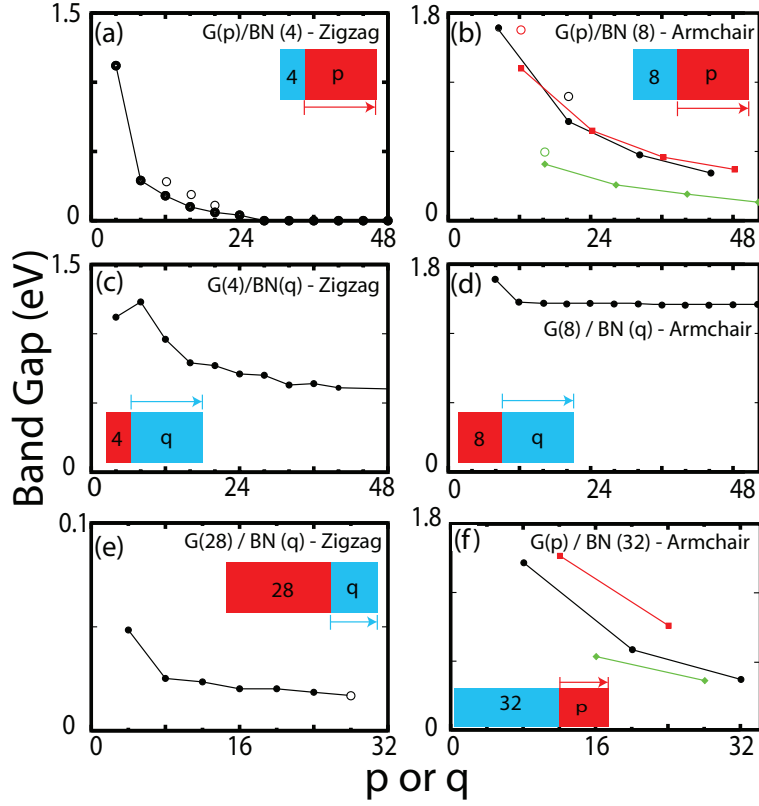 Band Gap (eV)
(a)
G(p)/BN (4) - Zigzag
1.5
4
p
0
0
24
48
(b)
G(p)/BN (8) - Armchair
1.8
8
p
0
0
24
48
(c)
G(4)/BN(q) - Zigzag
1.5
4
q
0
0
24
48
(d)
1.8
G(8) / BN (q) - Armchair
8
q
0
0
24
48
(e)
G(28) / BN (q) - Zigzag
0.1
28
q
0
0
16
32
(f)
G(p) / BN (32) - Armchair
1.8
32
p
0
0
16
32
p or q